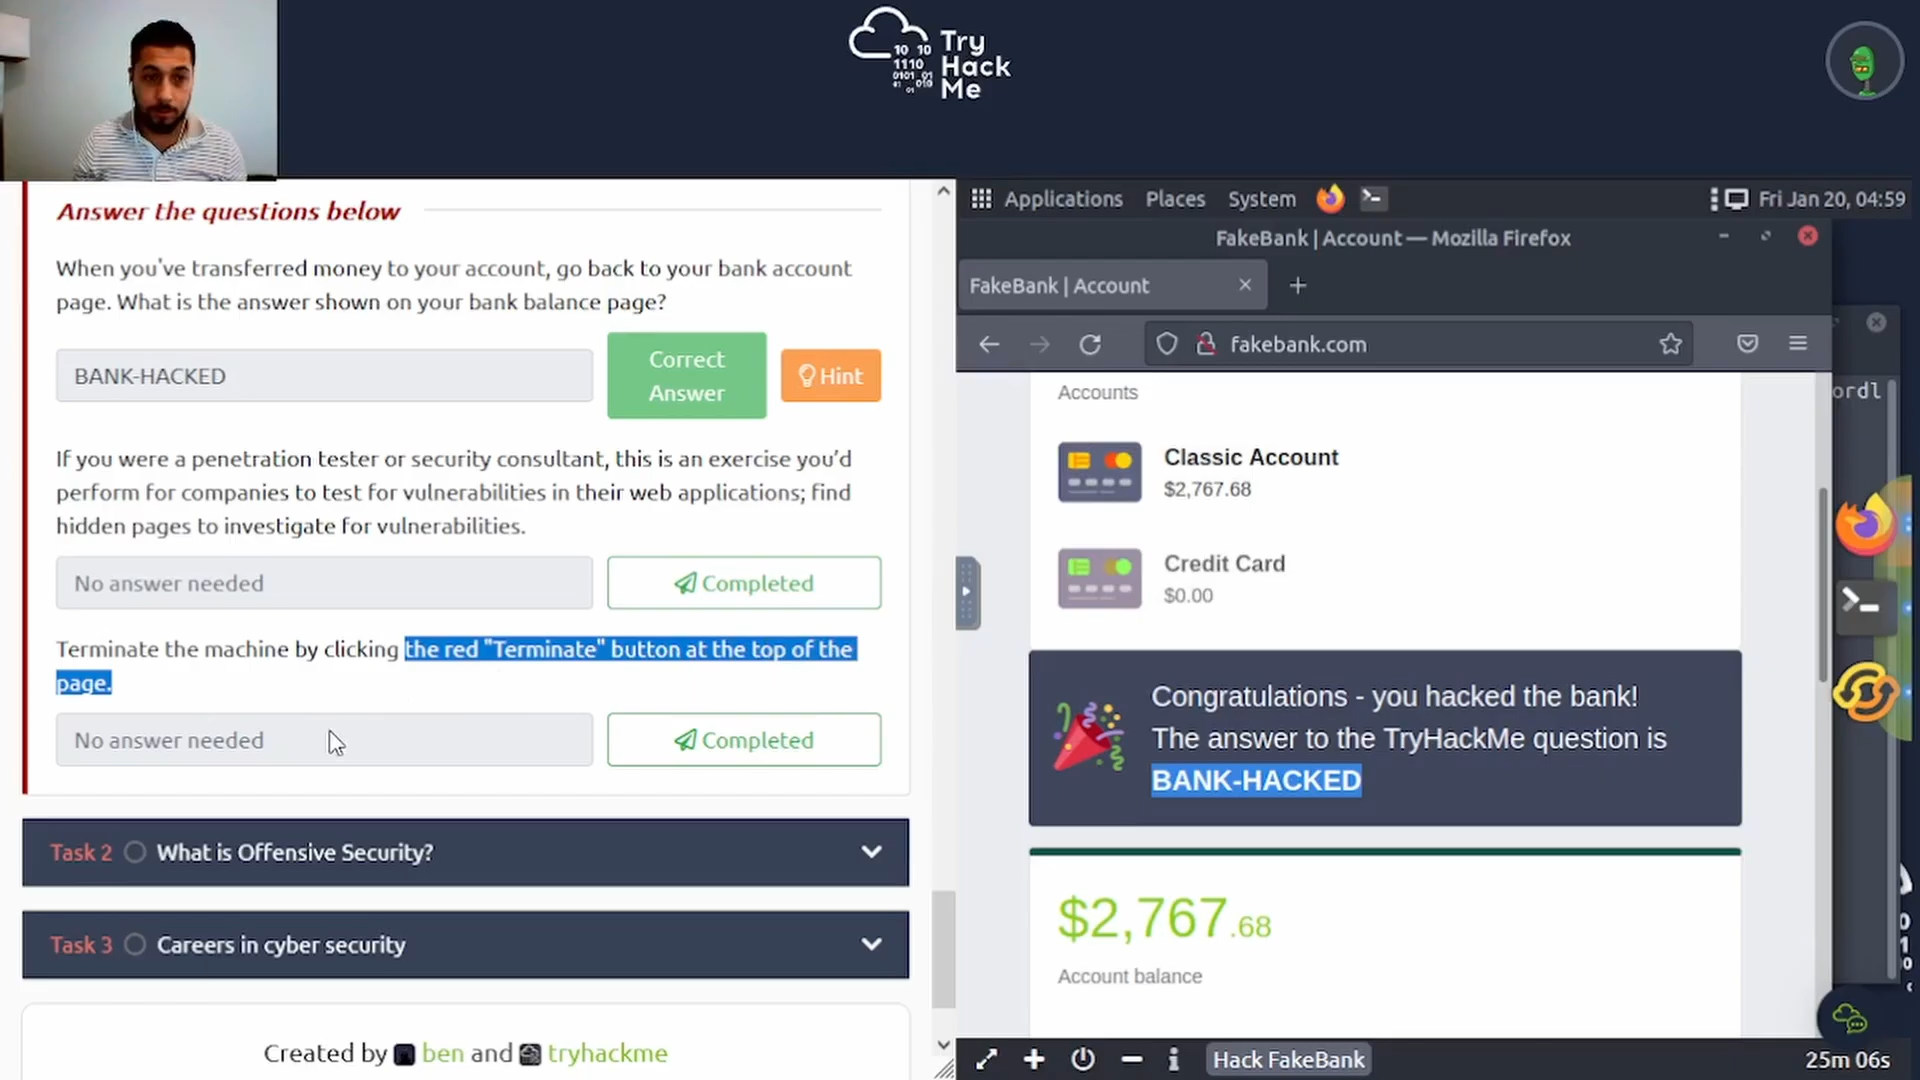 10 10
1110
0101 01
01 010
Try
Hack
Me
Answer the questions below
When you've transferred money to your account, go back to your bank account
page. What is the answer shown on your bank balance page?
BANK-HACKED
Correct
Answer
Hint
If you were a penetration tester or security consultant, this is an exercise you'd
perform for companies to test for vulnerabilities in their web applications; find
hidden pages to investigate for vulnerabilities.
No answer needed
Completed
Terminate the machine by clicking the red "Terminate" button at the top of the
page.
No answer needed
Completed
Task 2 What is Offensive Security?
Task 3 Careers in cyber security
Created by ben and tryhackme
Applications Places System Fri Jan 20, 04:59
FakeBank | Account — Mozilla Firefox
FakeBank | Account
fakebank.com
ordl
Accounts
Classic Account
$2,767.68
Credit Card
$0.00
Congratulations - you hacked the bank!
The answer to the TryHackMe question is
BANK-HACKED
$2,767.68
Account balance
Hack FakeBank
25m 06s